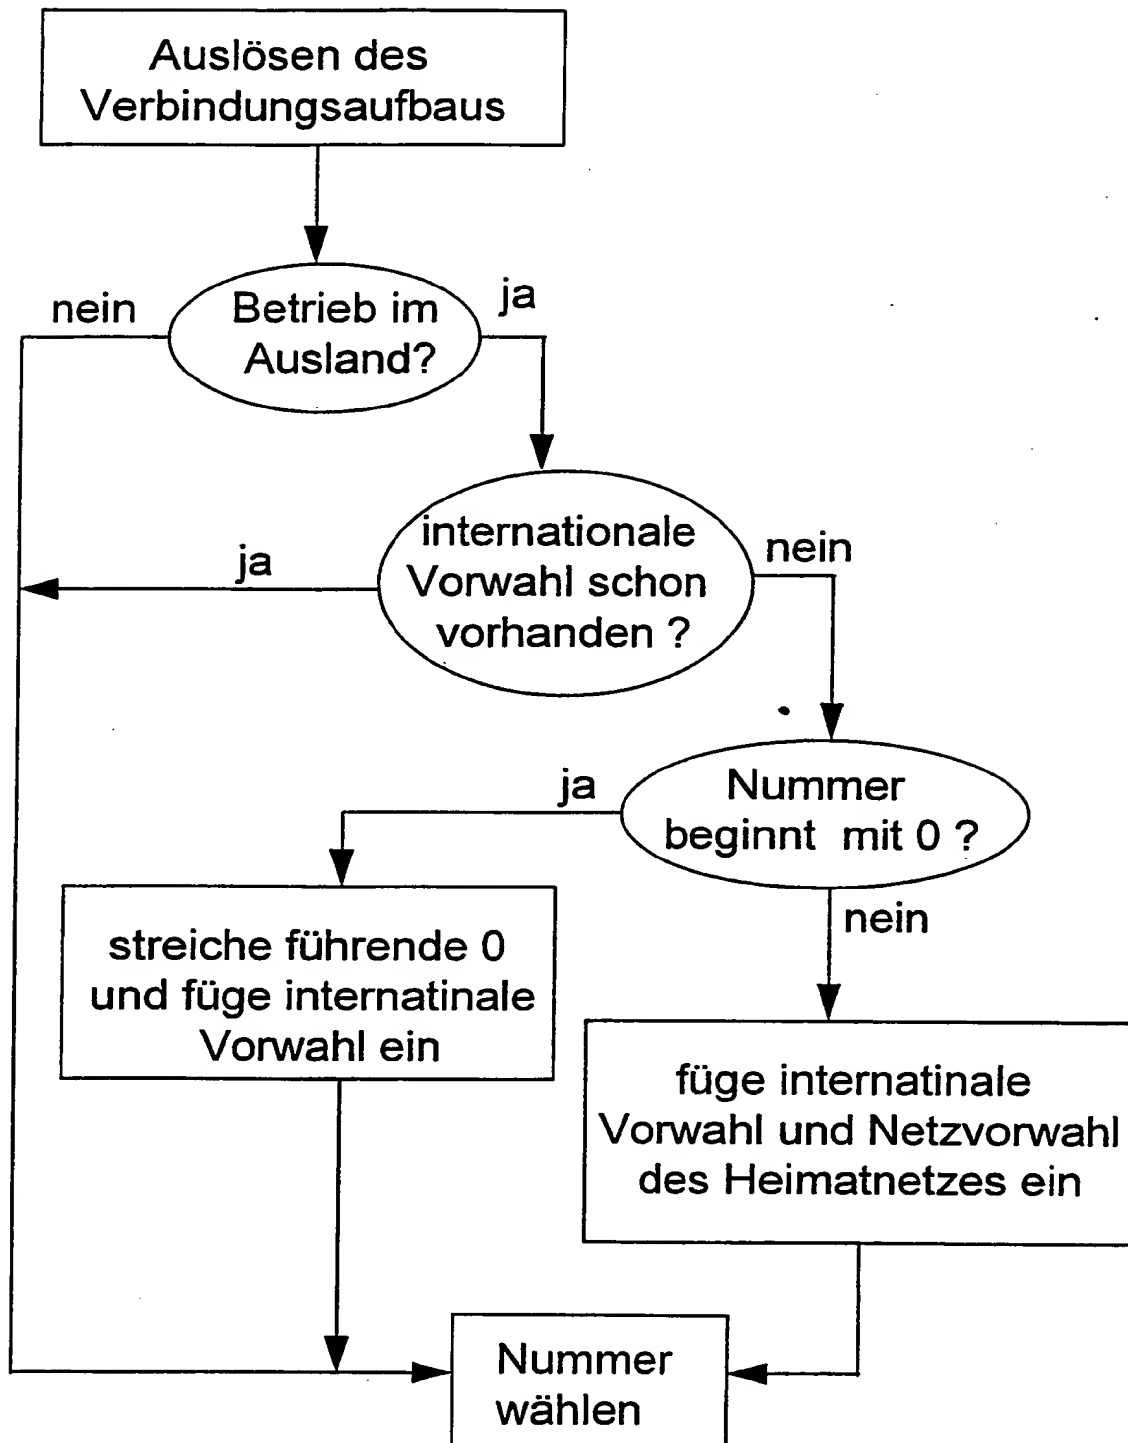 Auslösen des
Verbindungsaufbaus
nein
Betrieb im
Ausland?
ja
internationale
Vorwahl schon
vorhanden ?
ja
nein
Nummer
beginnt mit 0 ?
ja
nein
streiche führende 0
und füge internatinale
Vorwahl ein
füge internatinale
Vorwahl und Netzvorwahl
des Heimatnetzes ein
Nummer
wählen